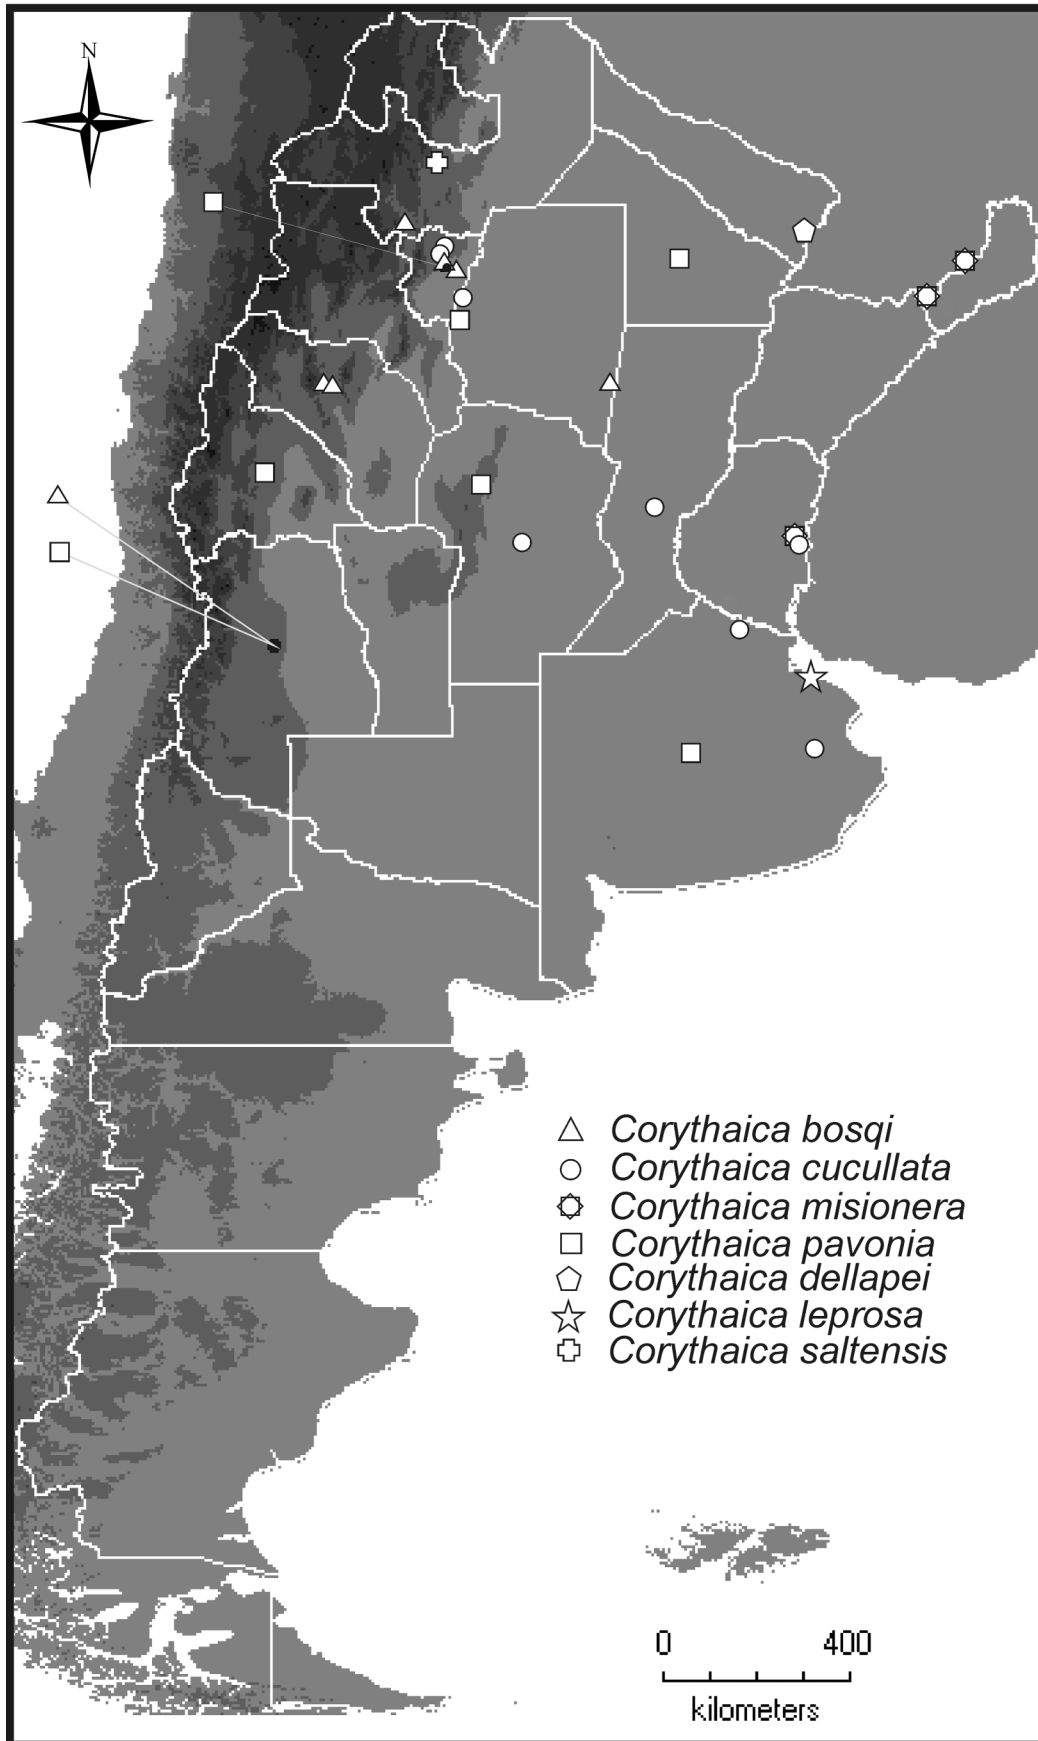 N
Corythaica bosqi
Corythaica cucullata
Corythaica misionera
Corythaica pavonia
Corythaica dellapei
Corythaica leprosa
Corythaica saltensis
0 400
kilometers